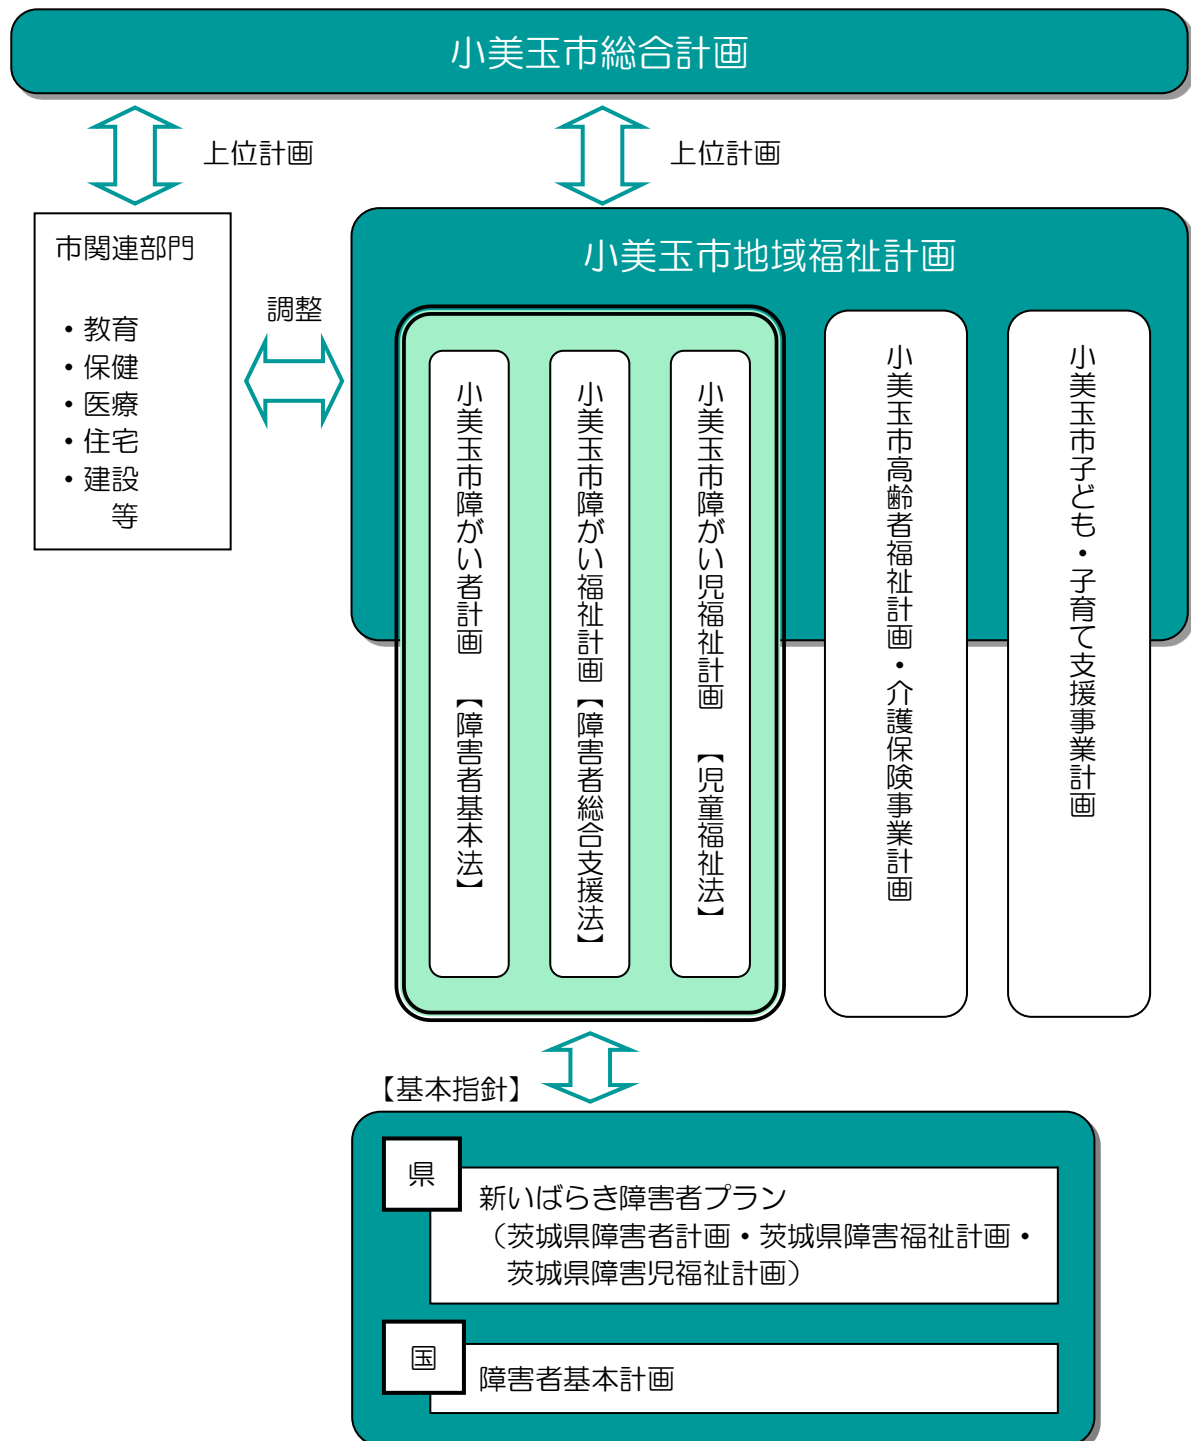 小美玉市総合計画
上位計画
上位計画
市関連部門
・教育
・保健
・医療
・住宅
・建設
等
調整
小美玉市地域福祉計画
小美玉市障がい者計画 【障害者基本法】
小美玉市障がい福祉計画【障害者総合支援法】
小美玉市障がい児福祉計画 【児童福祉法】
小美玉市高齢者福祉計画・介護保険事業計画
小美玉市子ども・子育て支援事業計画
【基本指針】
県
新いばらき障害者プラン
（茨城県障害者計画・茨城県障害福祉計画・
茨城県障害児福祉計画）
国
障害者基本計画